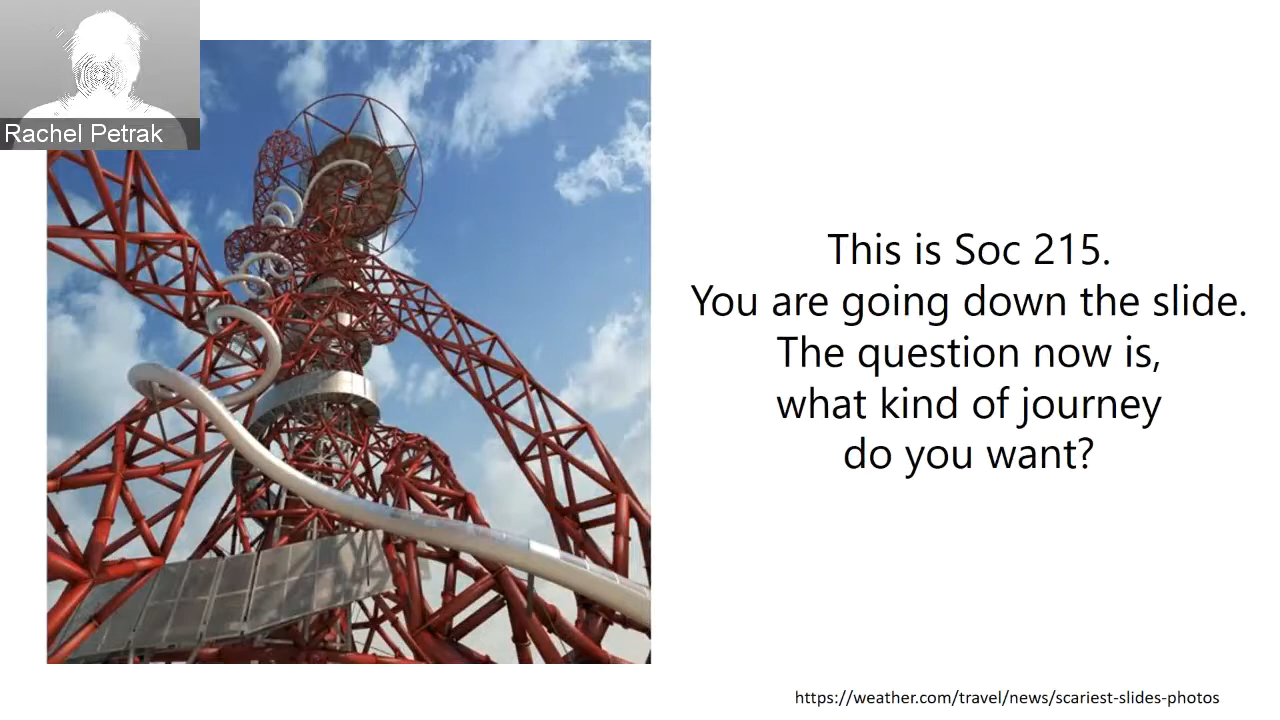 Rachel Petrak
This is Soc 215.
You are going down the slide.
The question now is,
what kind of journey
do you want?
https://weather.com/travel/news/scariest-slides-photos